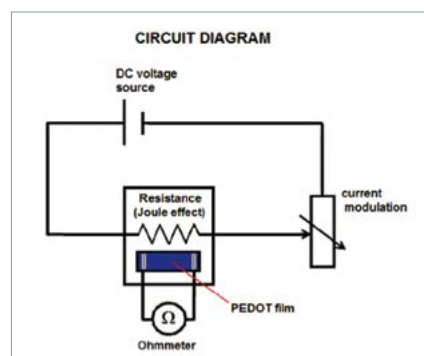 CIRCUIT DIAGRAM
DC voltage
source
Resistance
(Joule effect)
current
modulation
PEDOT film
Ω
Ohmmeter